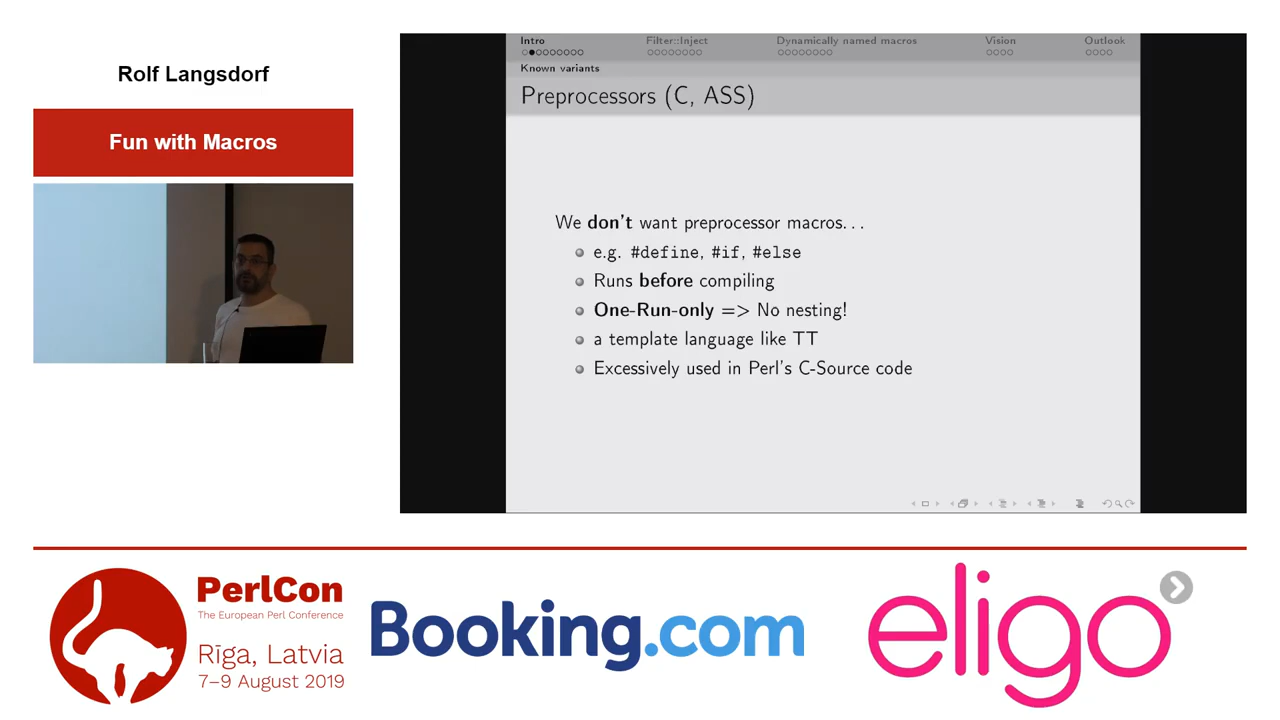 Rolf Langsdorf
Fun with Macros
Intro Filter::Inject Dynamically named macros Vision Outlook
Known variants
Preprocessors (C, ASS)
We don't want preprocessor macros...
e.g. #define, #if, #else
Runs before compiling
One-Run-only => No nesting!
a template language like TT
Excessively used in Perl's C-Source code
PerlCon
The European Perl Conference
Rīga, Latvia
7–9 August 2019
Booking.com
eligo